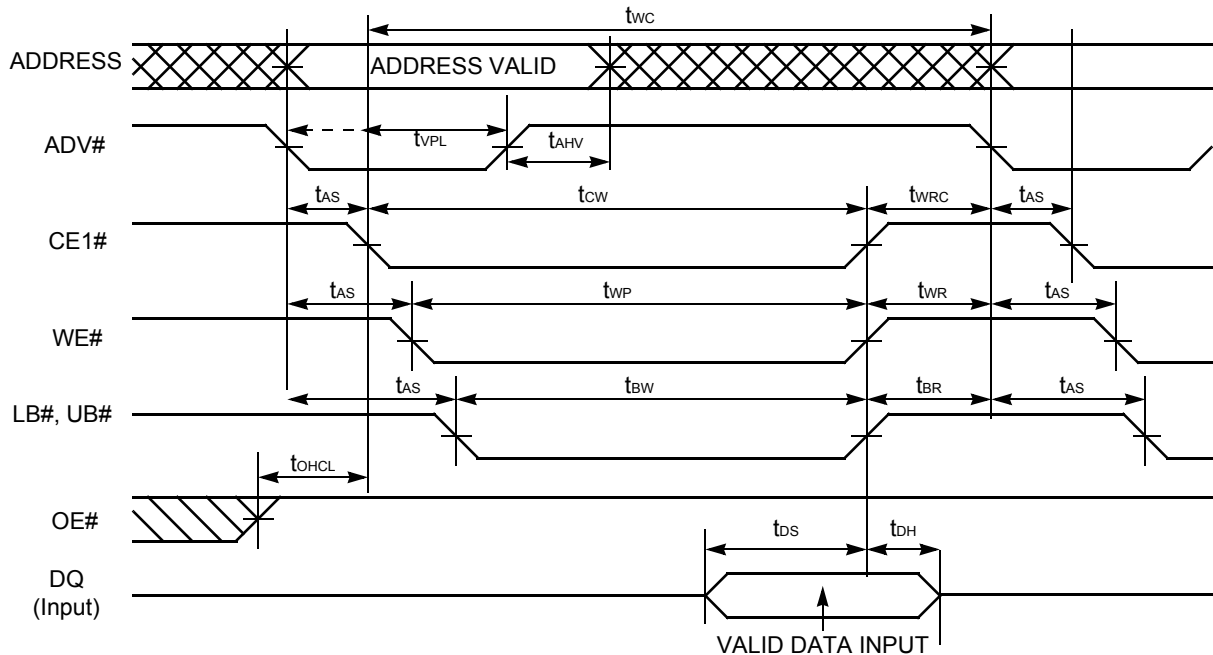 tWC
ADDRESS
ADDRESS VALID
ADV#
tVPL
tAHV
tAS
tCW
tWRC
tAS
CE1#
tAS
tWP
tWR
tAS
WE#
tAS
tBW
tBR
tAS
LB#, UB#
tOHCL
OE#
tDS
tDH
DQ
(Input)
VALID DATA INPUT